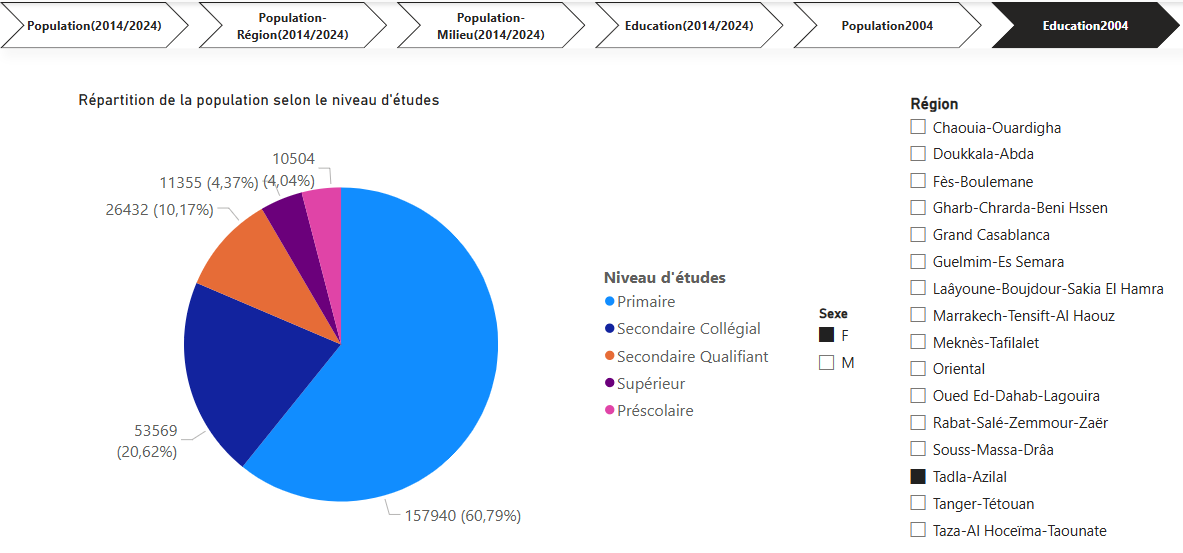 Population(2014/2024)
Population-
Région(2014/2024)
Population-
Milieu(2014/2024)
Education(2014/2024)
Population2004
Education2004
Répartition de la population selon le niveau d'études
10504
(4,04%)
11355 (4,37%)
26432 (10,17%)
53569
(20,62%)
157940 (60,79%)
Niveau d'études
Primaire
Secondaire Collégial
Secondaire Qualifiant
Supérieur
Préscolaire
Sexe
F
M
Région
Chaouia-Ouardigha
Doukkala-Abda
Fès-Boulemane
Gharb-Chrarda-Beni Hssen
Grand Casablanca
Guelmim-Es Semara
Laâyoune-Boujdour-Sakia El Hamra
Marrakech-Tensift-Al Haouz
Meknès-Tafilalet
Oriental
Oued Ed-Dahab-Lagouira
Rabat-Salé-Zemmour-Zaër
Souss-Massa-Drâa
Tadla-Azilal
Tanger-Tétouan
Taza-Al Hoceïma-Taounate